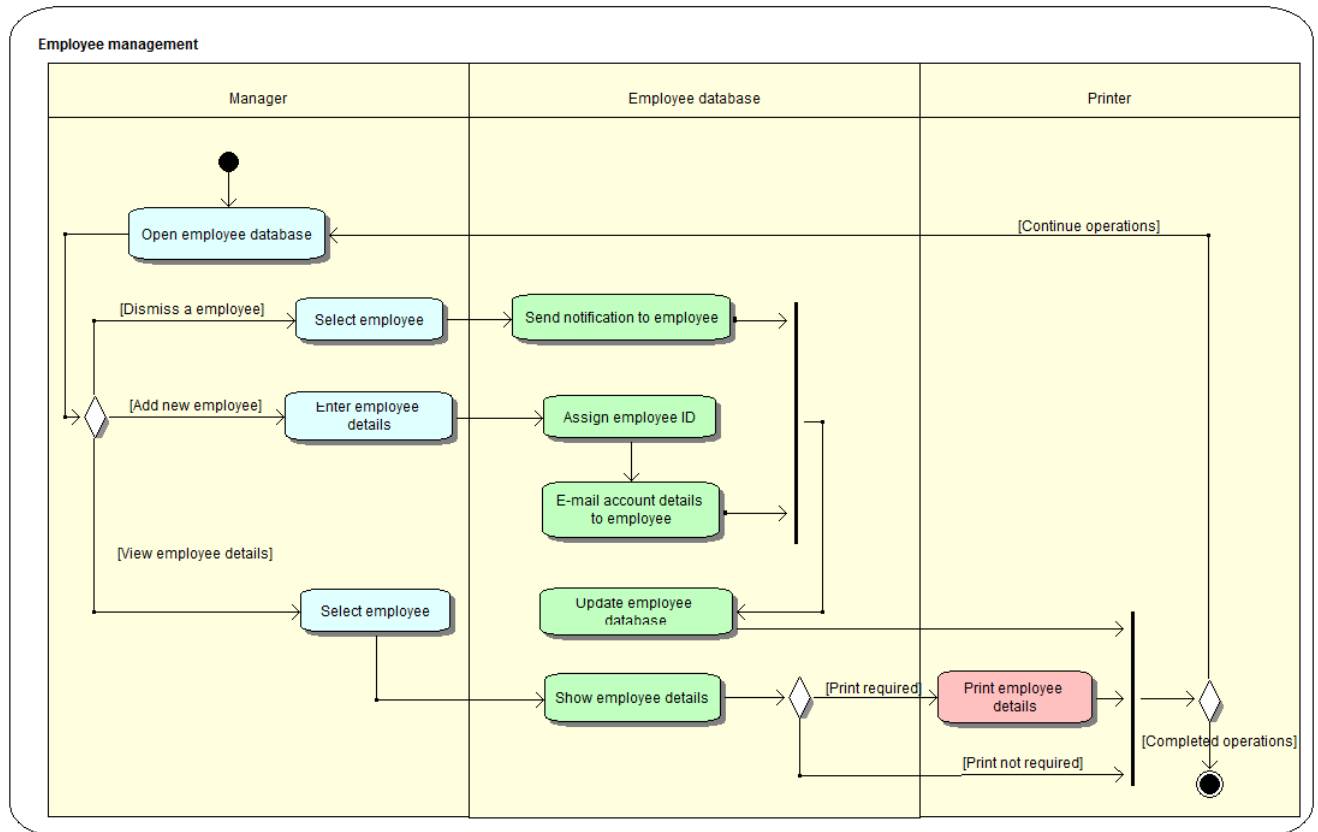 Employee management
Manager
Employee database
Printer
Open employee database
[Continue operations]
[Dismiss a employee]
Select employee
Send notification to employee
[Add new employee]
Enter employee
details
Assign employee ID
E-mail account details
to employee
[View employee details]
Select employee
Update employee
database
Show employee details
[Print required]
Print employee
details
[Completed operations]
[Print not required]